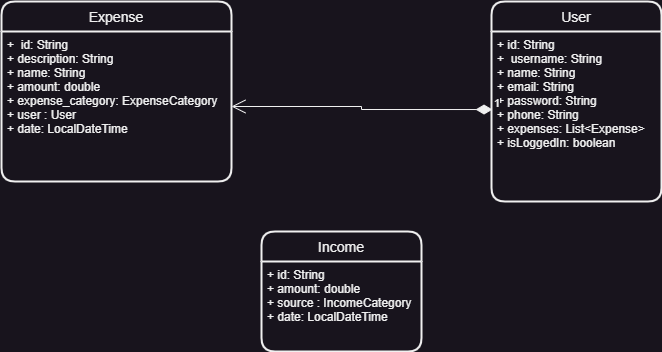 Expense
+ id: String
+ description: String
+ name: String
+ amount: double
+ expense_category: ExpenseCategory
+ user : User
+ date: LocalDateTime
User
+ id: String
+ username: String
+ name: String
+ email: String
1
+ password: String
+ phone: String
+ expenses: List<Expense>
+ isLoggedIn: boolean
Income
+ id: String
+ amount: double
+ source : IncomeCategory
+ date: LocalDateTime